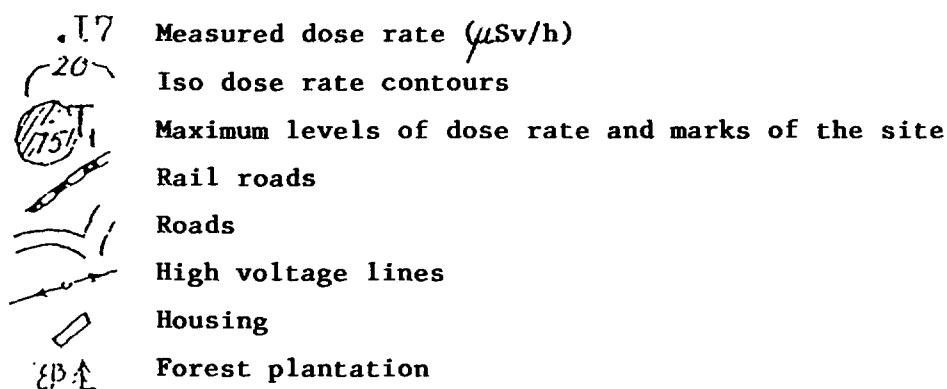 .17 Measured dose rate (μSv/h)
20 Iso dose rate contours
75 T1 Maximum levels of dose rate and marks of the site
Rail roads
Roads
High voltage lines
Housing
Forest plantation